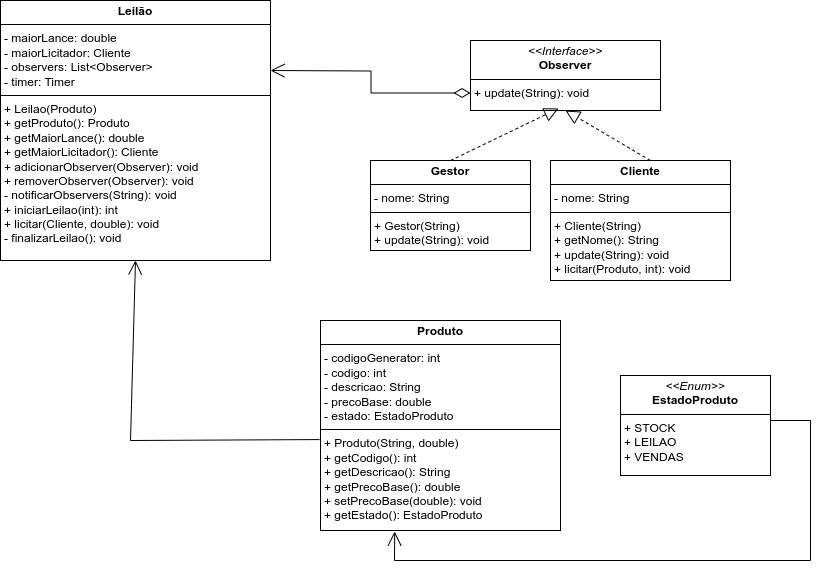 Leilão
- maiorLance: double
- maiorLicitador: Cliente
- observers: List<Observer>
- timer: Timer
+ Leilao(Produto)
+ getProduto(): Produto
+ getMaiorLance(): double
+ getMaiorLicitador(): Cliente
+ adicionarObserver(Observer): void
+ removerObserver(Observer): void
- notificarObservers(String): void
+ iniciarLeilao(int): int
+ licitar(Cliente, double): void
- finalizarLeilao(): void
<<Interface>>
Observer
+ update(String): void
Gestor
- nome: String
+ Gestor(String)
+ update(String): void
Cliente
- nome: String
+ Cliente(String)
+ getNome(): String
+ update(String): void
+ licitar(Produto, int): void
Produto
- codigoGenerator: int
- codigo: int
- descricao: String
- precoBase: double
- estado: EstadoProduto
+ Produto(String, double)
+ getCodigo(): int
+ getDescricao(): String
+ getPrecoBase(): double
+ setPrecoBase(double): void
+ getEstado(): EstadoProduto
<<Enum>>
EstadoProduto
+ STOCK
+ LEILAO
+ VENDAS